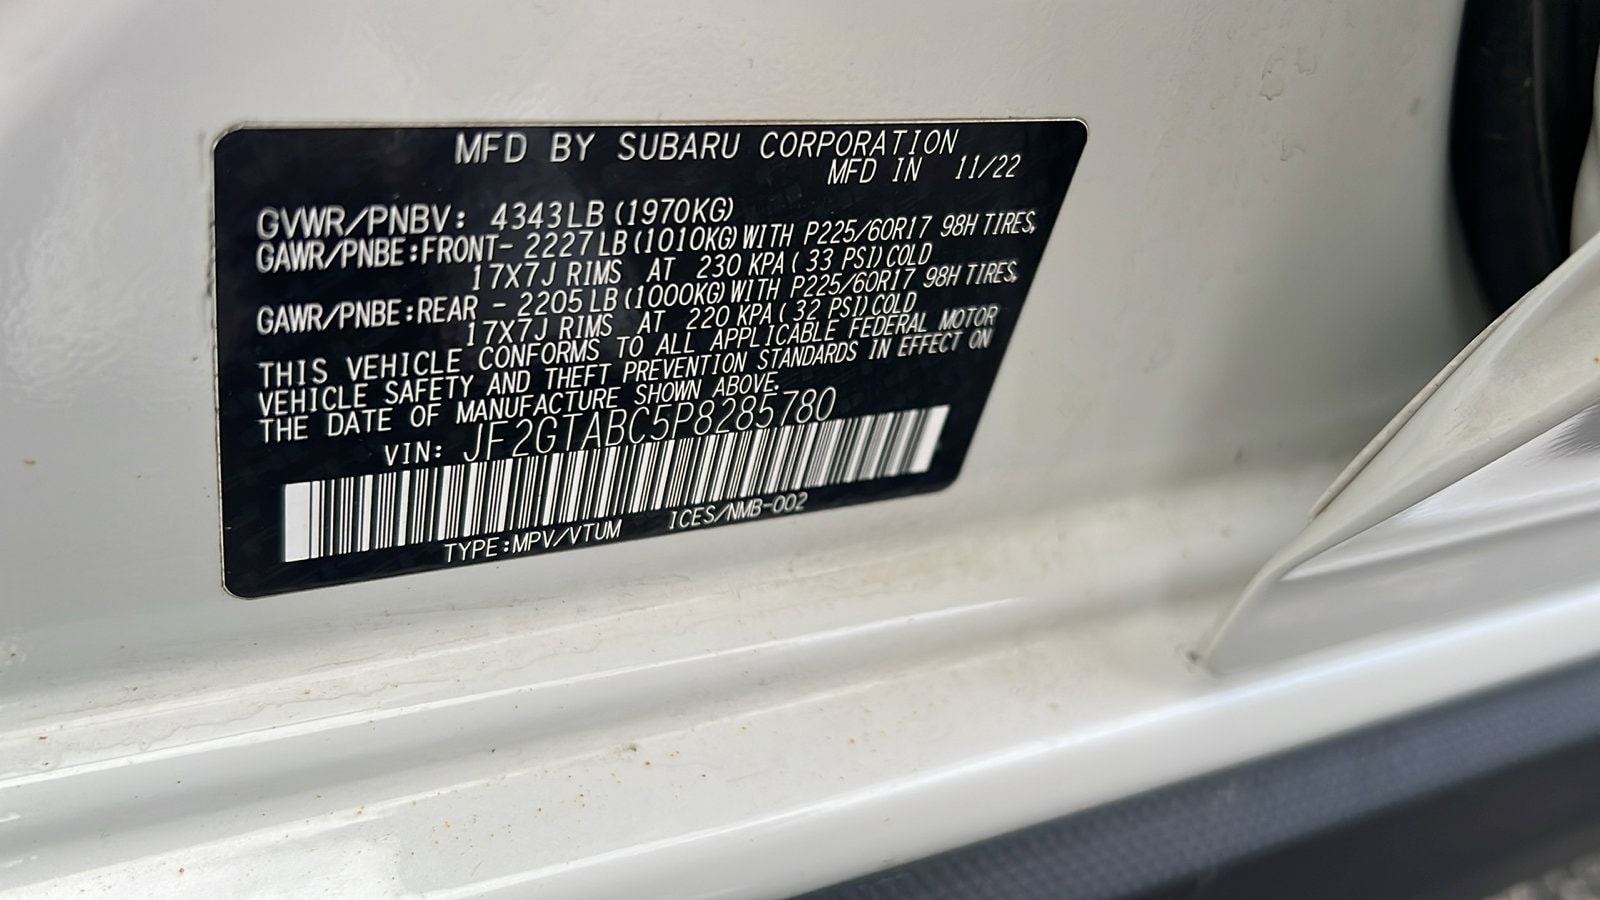 MFD BY SUBARU CORPORATION
MFD IN 11/22
GVWR/PNBV: 4343LB (1970KG)
GAWR/PNBE:FRONT- 2227LB(1010KG)WITH P225/60R17 98H TIRES,
17X7J RIMS AT 230 KPA( 33 PSI)COLD
GAWR/PNBE:REAR - 2205LB(1000KG)WITH P225/60R17 98H TIRES,
17X7J RIMS AT 220 KPA( 32 PSI)COLD
THIS VEHICLE CONFORMS TO ALL APPLICABLE FEDERAL MOTOR
VEHICLE SAFETY AND THEFT PREVENTION STANDARDS IN EFFECT ON
THE DATE OF MANUFACTURE SHOWN ABOVE.
VIN: JF2GTABC5P8285780
TYPE:MPV/VTUM ICES/NMB-002